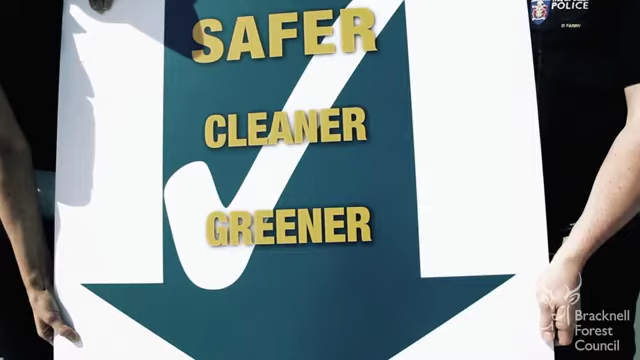 POLICE
SAFER
CLEANER
GREENER
Bracknell
Forest
Council